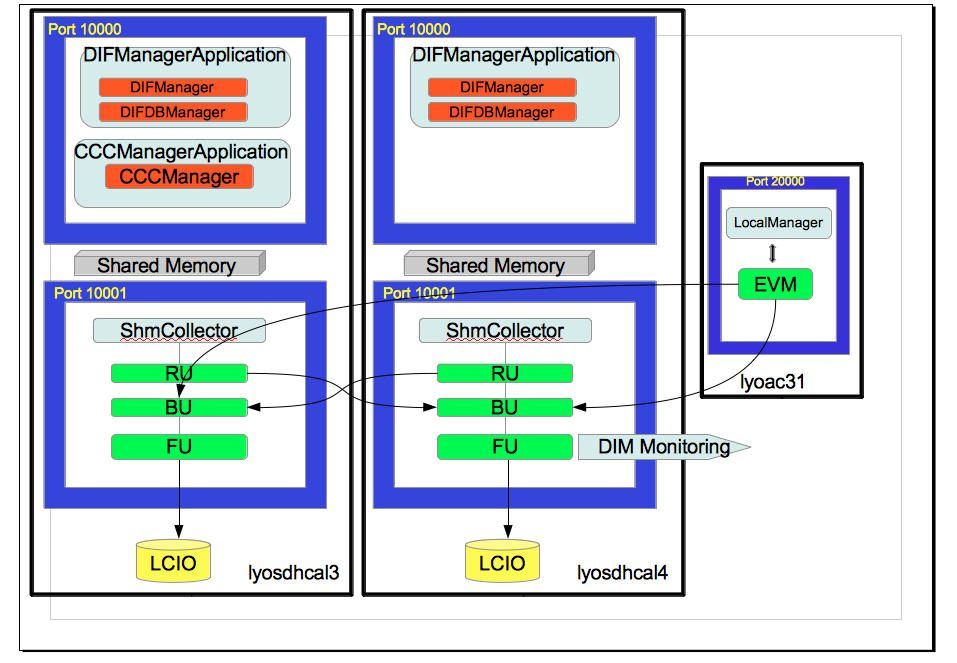 Port 10000
DIFManagerApplication
DIFManager
DIFDBManager
CCCManagerApplication
CCCManager
Shared Memory
Port 10001
ShmCollector
RU
BU
FU
LCIO
lyosdhcal3
Port 10000
DIFManagerApplication
DIFManager
DIFDBManager
Shared Memory
Port 10001
ShmCollector
RU
BU
FU
DIM Monitoring
LCIO
lyosdhcal4
Port 20000
LocalManager
EVM
lyoac31